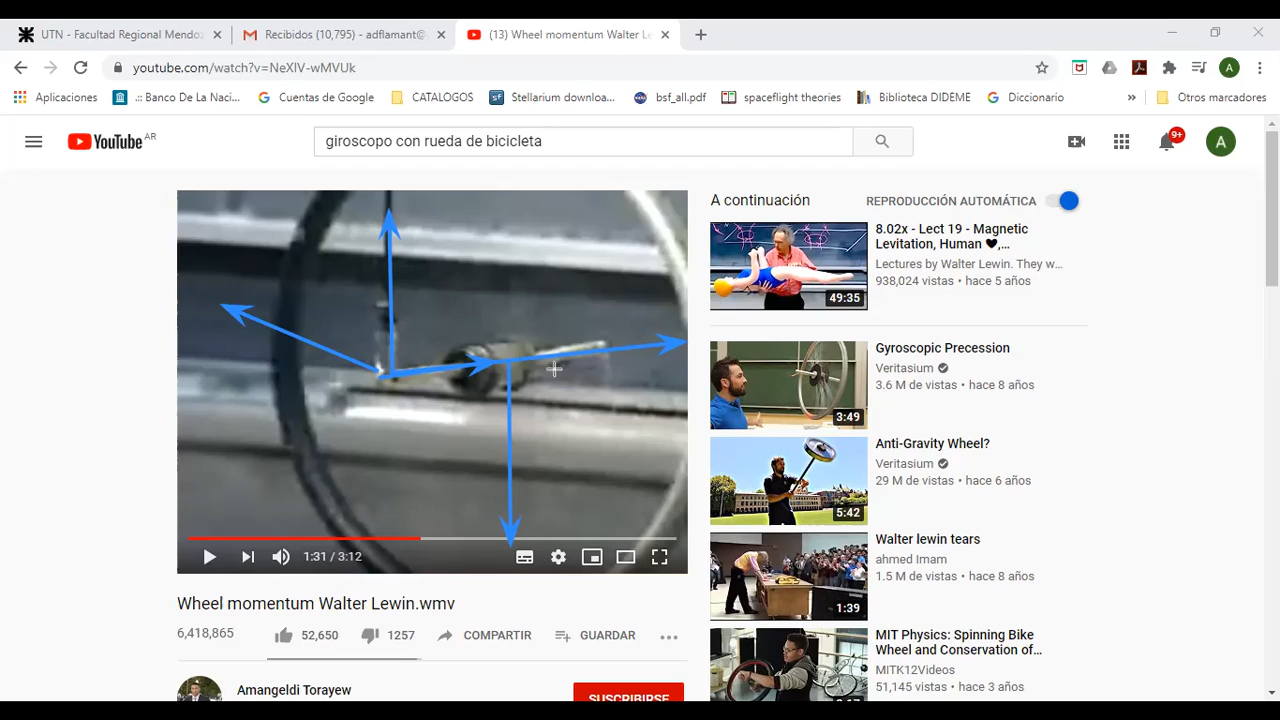 UTN - Facultad Regional Mendoz
Recibidos (10,795) - adflamant@
(13) Wheel momentum Walter Le
youtube.com/watch?v=NeXIV-wMVUk
Aplicaciones
.:: Banco De La Naci...
Cuentas de Google
CATALOGOS
Stellarium downloa...
bsf_all.pdf
spaceflight theories
Biblioteca DIDEME
Diccionario
»
Otros marcadores
YouTube AR
giroscopo con rueda de bicicleta
9+
A
A continuación
REPRODUCCIÓN AUTOMÁTICA
8.02x - Lect 19 - Magnetic
Levitation, Human ♥,...
Lectures by Walter Lewin. They w...
938,024 vistas • hace 5 años
49:35
Gyroscopic Precession
Veritasium
3.6 M de vistas • hace 8 años
3:49
Anti-Gravity Wheel?
Veritasium
29 M de vistas • hace 6 años
5:42
Walter lewin tears
ahmed Imam
1.5 M de vistas • hace 8 años
1:39
MIT Physics: Spinning Bike
Wheel and Conservation of...
MITK12Videos
51,145 vistas • hace 3 años
1:31 / 3:12
Wheel momentum Walter Lewin.wmv
6,418,865
52,650
1257
COMPARTIR
GUARDAR
Amangeldi Torayew
SUSCRIBIRSE